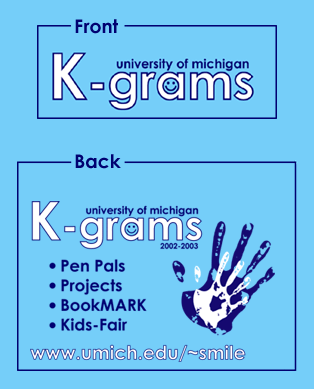 Front
university of michigan
K-grams
Back
university of michigan
K-grams
2002-2003
• Pen Pals
• Projects
• BookMARK
• Kids-Fair
www.umich.edu/~smile